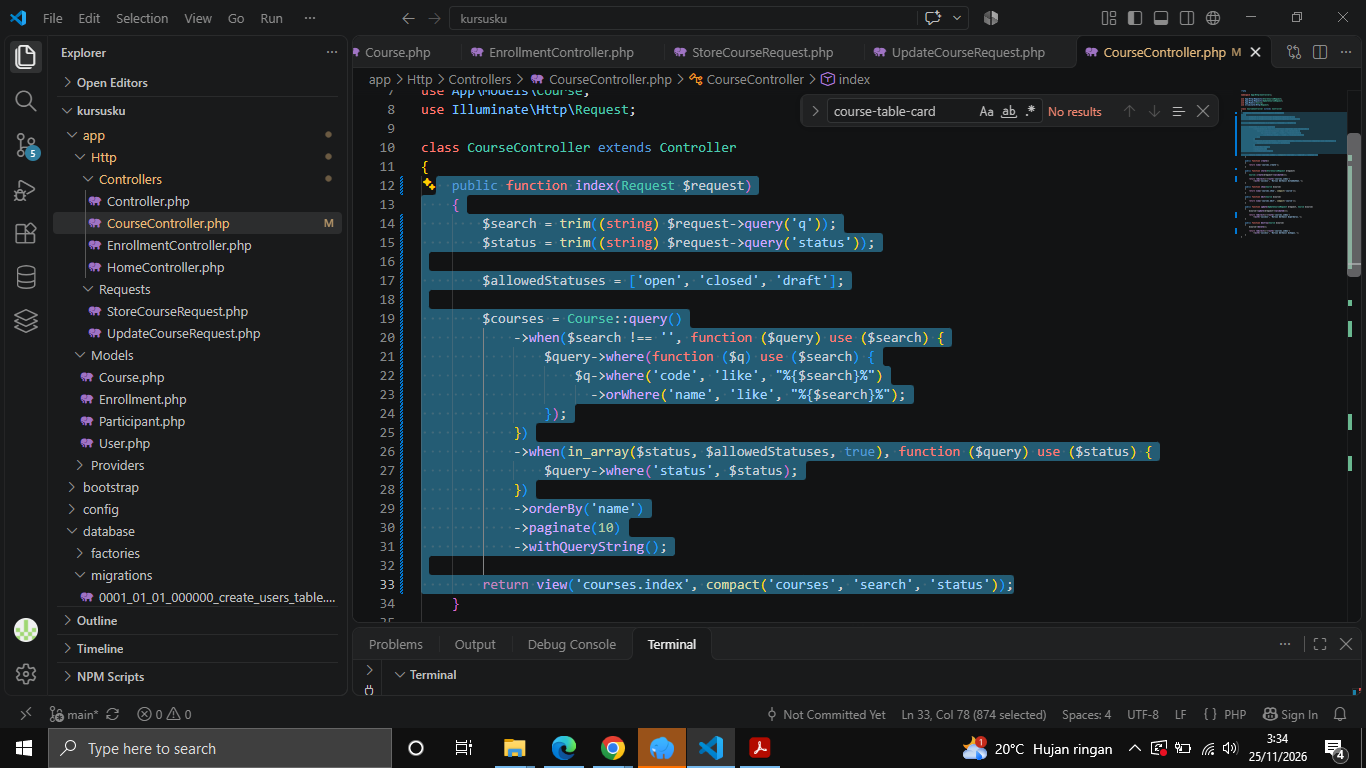 File Edit Selection View Go Run ··· kursusku
Explorer ···
Open Editors
kursusku
app
Http
Controllers
Controller.php
CourseController.php M
EnrollmentController.php
HomeController.php
Requests
StoreCourseRequest.php
UpdateCourseRequest.php
Models
Course.php
Enrollment.php
Participant.php
User.php
Providers
bootstrap
config
database
factories
migrations
0001_01_01_000000_create_users_table....
Outline
Timeline
NPM Scripts
5
Course.php EnrollmentController.php StoreCourseRequest.php UpdateCourseRequest.php CourseController.php M
app > Http > Controllers > CourseController.php > CourseController > index
course-table-card Aa ab .* No results
7 use App\Models\Course;
8 use Illuminate\Http\Request;
9
10 class CourseController extends Controller
11 {
12 public function index(Request $request)
13 {
14 $search = trim((string) $request->query('q'));
15 $status = trim((string) $request->query('status'));
16
17 $allowedStatuses = ['open', 'closed', 'draft'];
18
19 $courses = Course::query()
20 ->when($search !== '', function ($query) use ($search) {
21 $query->where(function ($q) use ($search) {
22 $q->where('code', 'like', "%{$search}%")
23 ->orWhere('name', 'like', "%{$search}%");
24 });
25 })
26 ->when(in_array($status, $allowedStatuses, true), function ($query) use ($status) {
27 $query->where('status', $status);
28 })
29 ->orderBy('name')
30 ->paginate(10)
31 ->withQueryString();
32
33 return view('courses.index', compact('courses', 'search', 'status'));
34 }
Problems Output Debug Console Terminal ···
Terminal
main* 0 0 Not Committed Yet Ln 33, Col 78 (874 selected) Spaces: 4 UTF-8 LF { } PHP Sign In
Type here to search 1 20°C Hujan ringan 3:34
25/11/2026 4